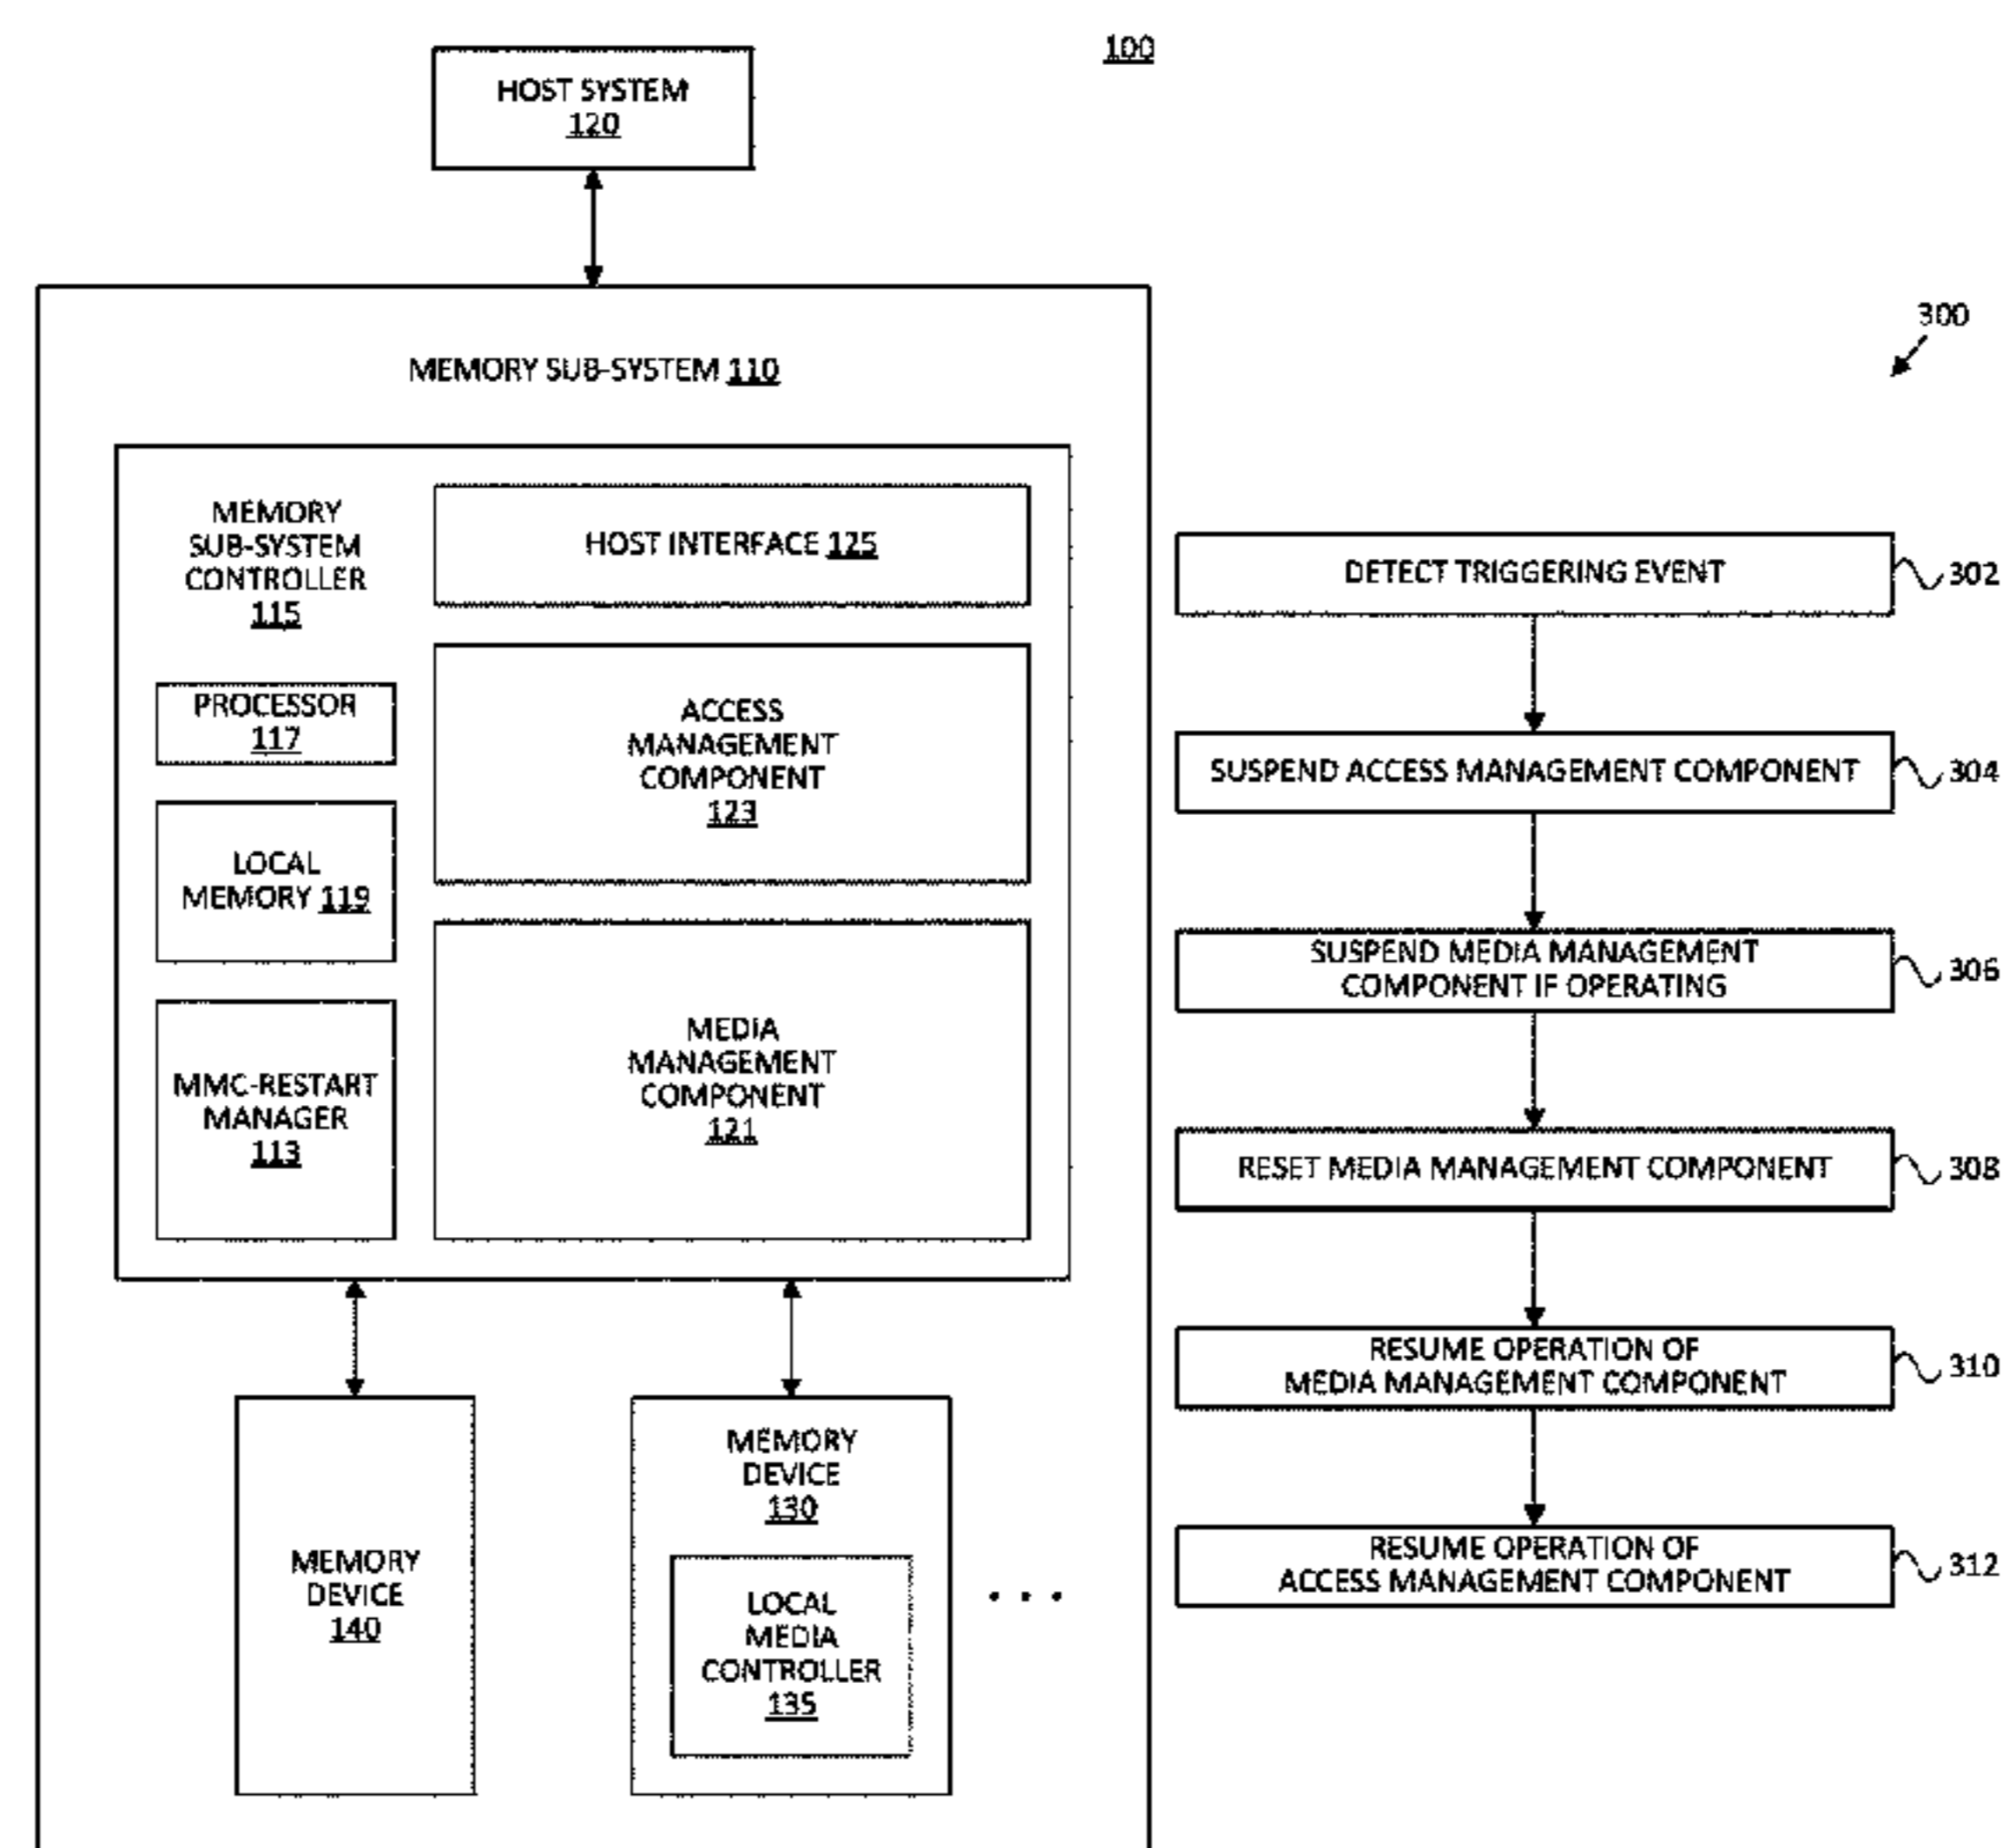 100
HOST SYSTEM
120
MEMORY SUB-SYSTEM 110
MEMORY
SUB-SYSTEM
CONTROLLER
115
HOST INTERFACE 125
PROCESSOR
117
ACCESS
MANAGEMENT
COMPONENT
123
LOCAL
MEMORY 119
MMC-RESTART
MANAGER
113
MEDIA
MANAGEMENT
COMPONENT
121
MEMORY
DEVICE
140
MEMORY
DEVICE
130
LOCAL
MEDIA
CONTROLLER
135
. . .
300
DETECT TRIGGERING EVENT
302
SUSPEND ACCESS MANAGEMENT COMPONENT
304
SUSPEND MEDIA MANAGEMENT
COMPONENT IF OPERATING
306
RESET MEDIA MANAGEMENT COMPONENT
308
RESUME OPERATION OF
MEDIA MANAGEMENT COMPONENT
310
RESUME OPERATION OF
ACCESS MANAGEMENT COMPONENT
312